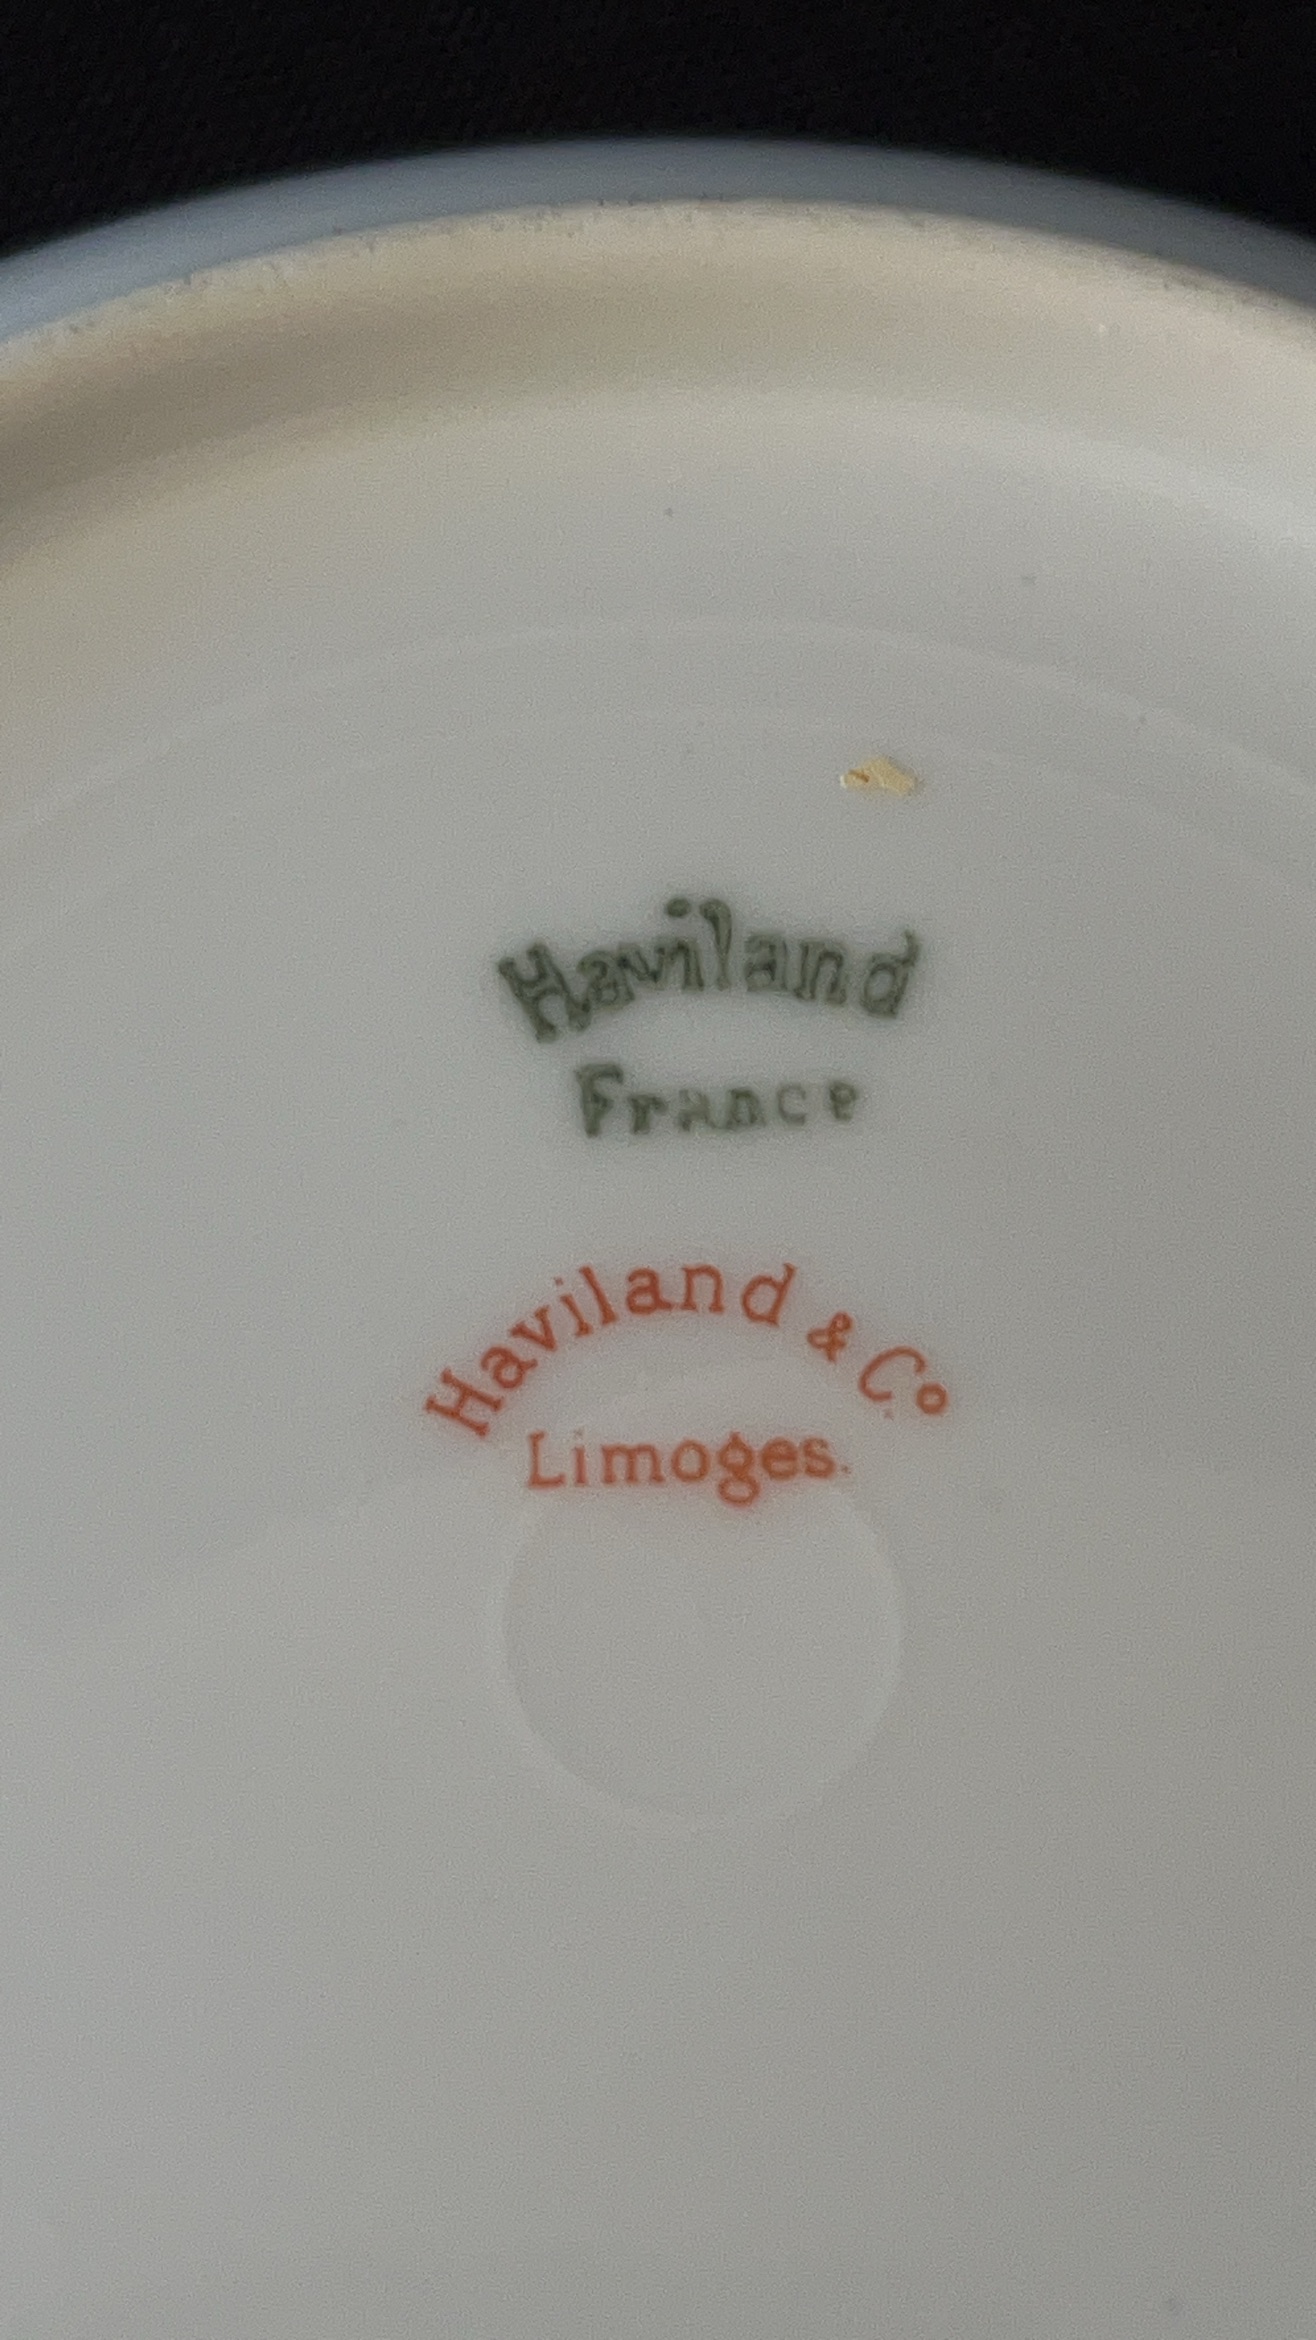 Haviland
France
Haviland & Cº
Limoges.